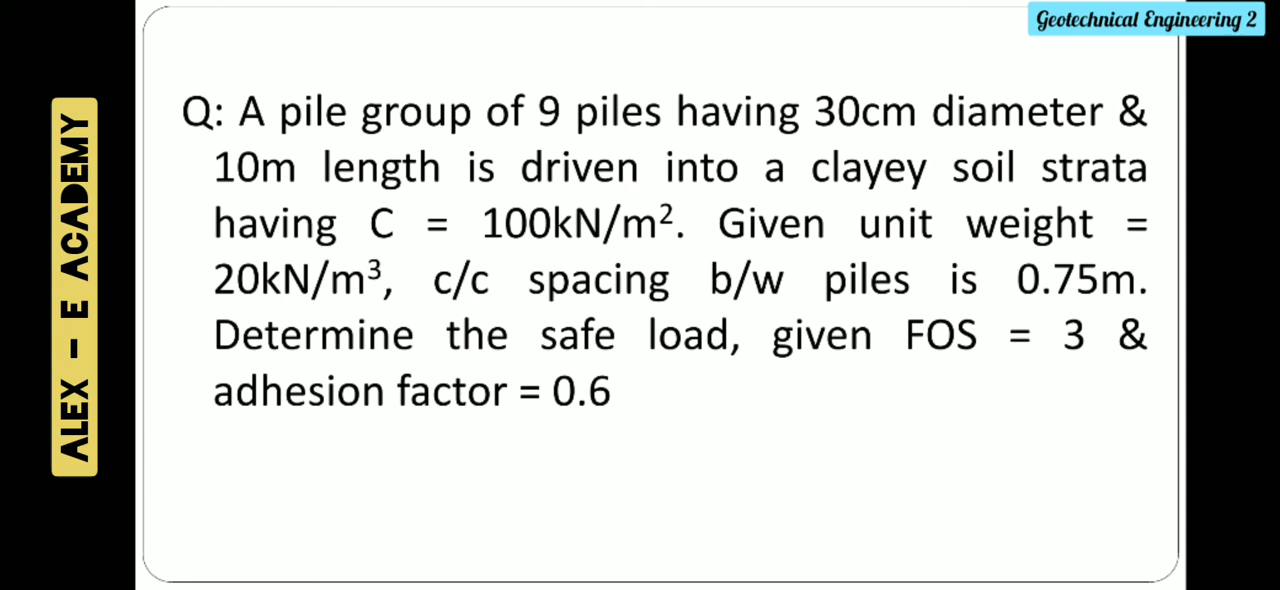 Geotechnical Engineering 2
ALEX - E ACADEMY
Q: A pile group of 9 piles having 30cm diameter &
10m length is driven into a clayey soil strata
having C = 100kN/m². Given unit weight =
20kN/m³, c/c spacing b/w piles is 0.75m.
Determine the safe load, given FOS = 3 &
adhesion factor = 0.6